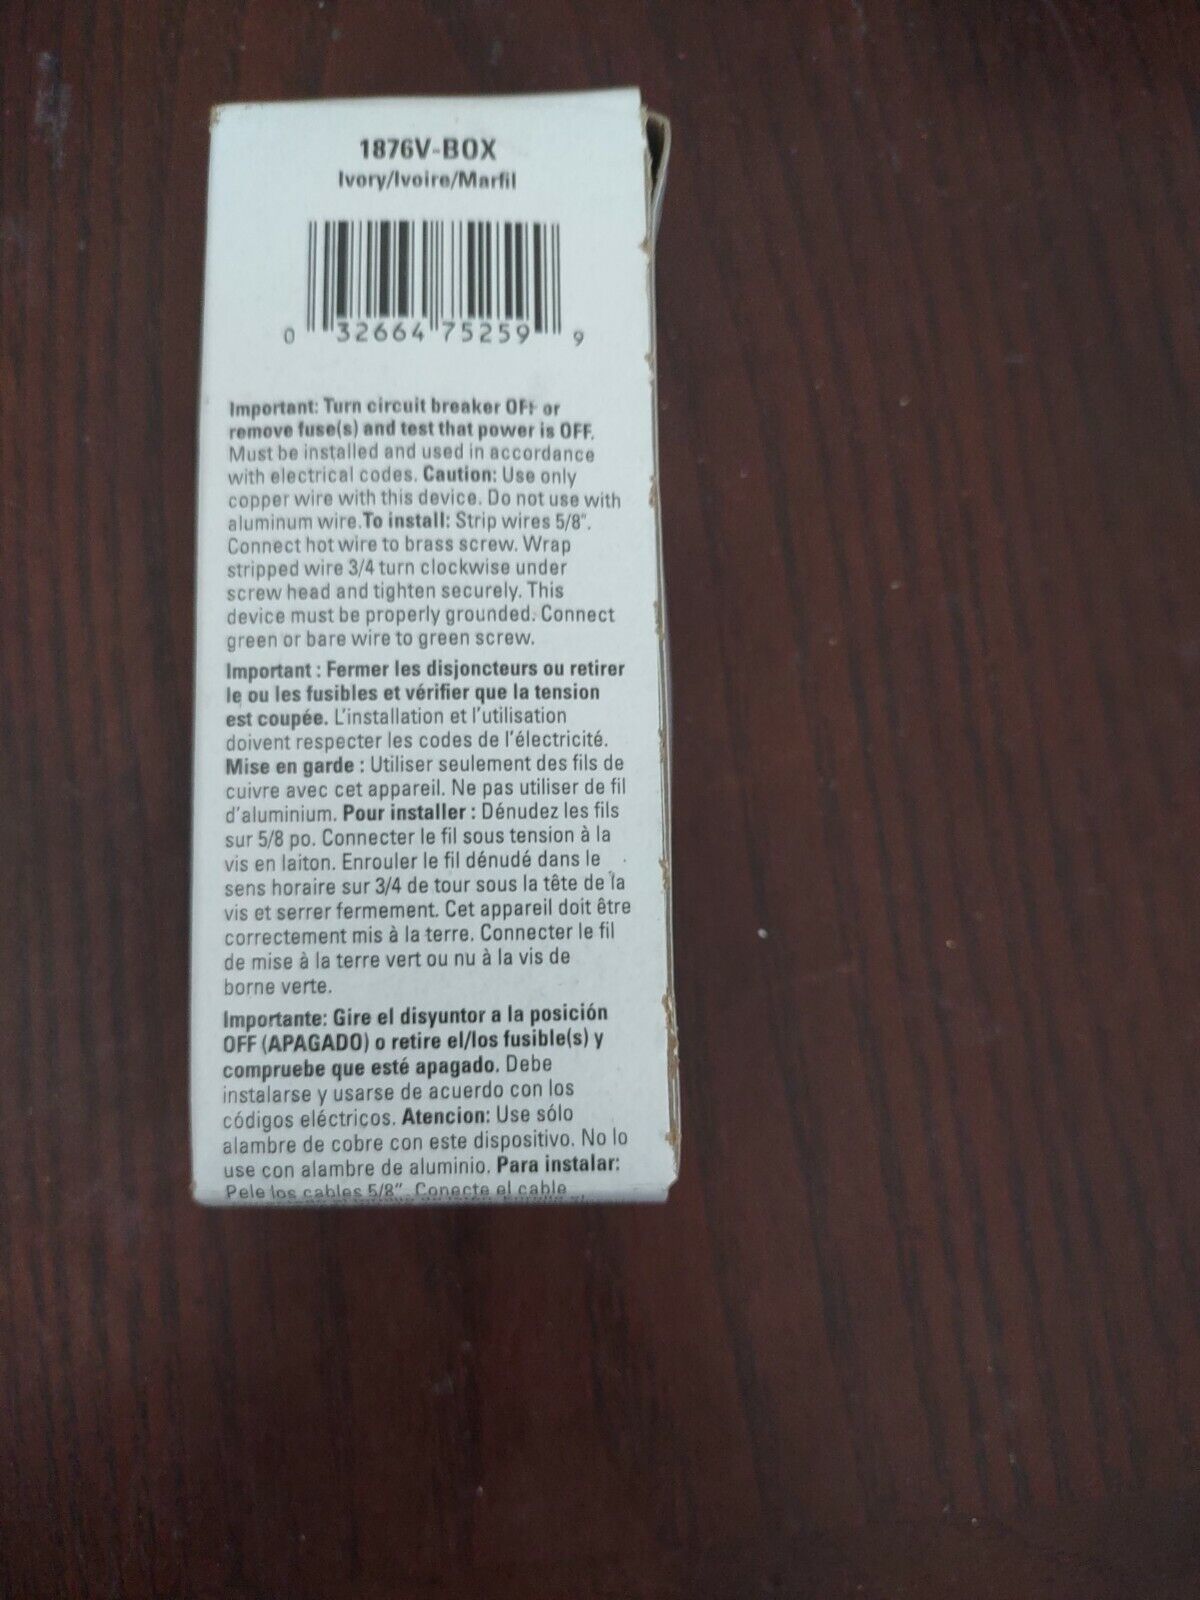 1876V-BOX
Ivory/Ivoire/Marfil
0 32664 75259 9
Important: Turn circuit breaker OFF or
remove fuse(s) and test that power is OFF.
Must be installed and used in accordance
with electrical codes. Caution: Use only
copper wire with this device. Do not use with
aluminum wire.To install: Strip wires 5/8".
Connect hot wire to brass screw. Wrap
stripped wire 3/4 turn clockwise under
screw head and tighten securely. This
device must be properly grounded. Connect
green or bare wire to green screw.
Important : Fermer les disjoncteurs ou retirer
le ou les fusibles et vérifier que la tension
est coupée. L'installation et l'utilisation
doivent respecter les codes de l'électricité.
Mise en garde : Utiliser seulement des fils de
cuivre avec cet appareil. Ne pas utiliser de fil
d'aluminium. Pour installer : Dénudez les fils
sur 5/8 po. Connecter le fil sous tension à la
vis en laiton. Enrouler le fil dénudé dans le
sens horaire sur 3/4 de tour sous la tête de la
vis et serrer fermement. Cet appareil doit être
correctement mis à la terre. Connecter le fil
de mise à la terre vert ou nu à la vis de
borne verte.
Importante: Gire el disyuntor a la posición
OFF (APAGADO) o retire el/los fusible(s) y
compruebe que esté apagado. Debe
instalarse y usarse de acuerdo con los
códigos eléctricos. Atencion: Use sólo
alambre de cobre con este dispositivo. No lo
use con alambre de aluminio. Para instalar:
Pele los cables 5/8". Conecte el cable